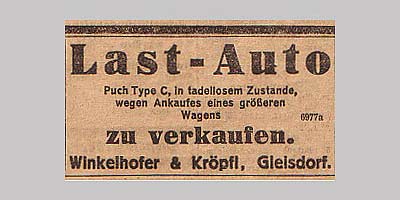 Last-Auto
Puch Type C, in tadellosem Zustande,
wegen Ankaufes eines größeren
Wagens 6977a
zu verkaufen.
Winkelhofer & Kröpfl, Gleisdorf.